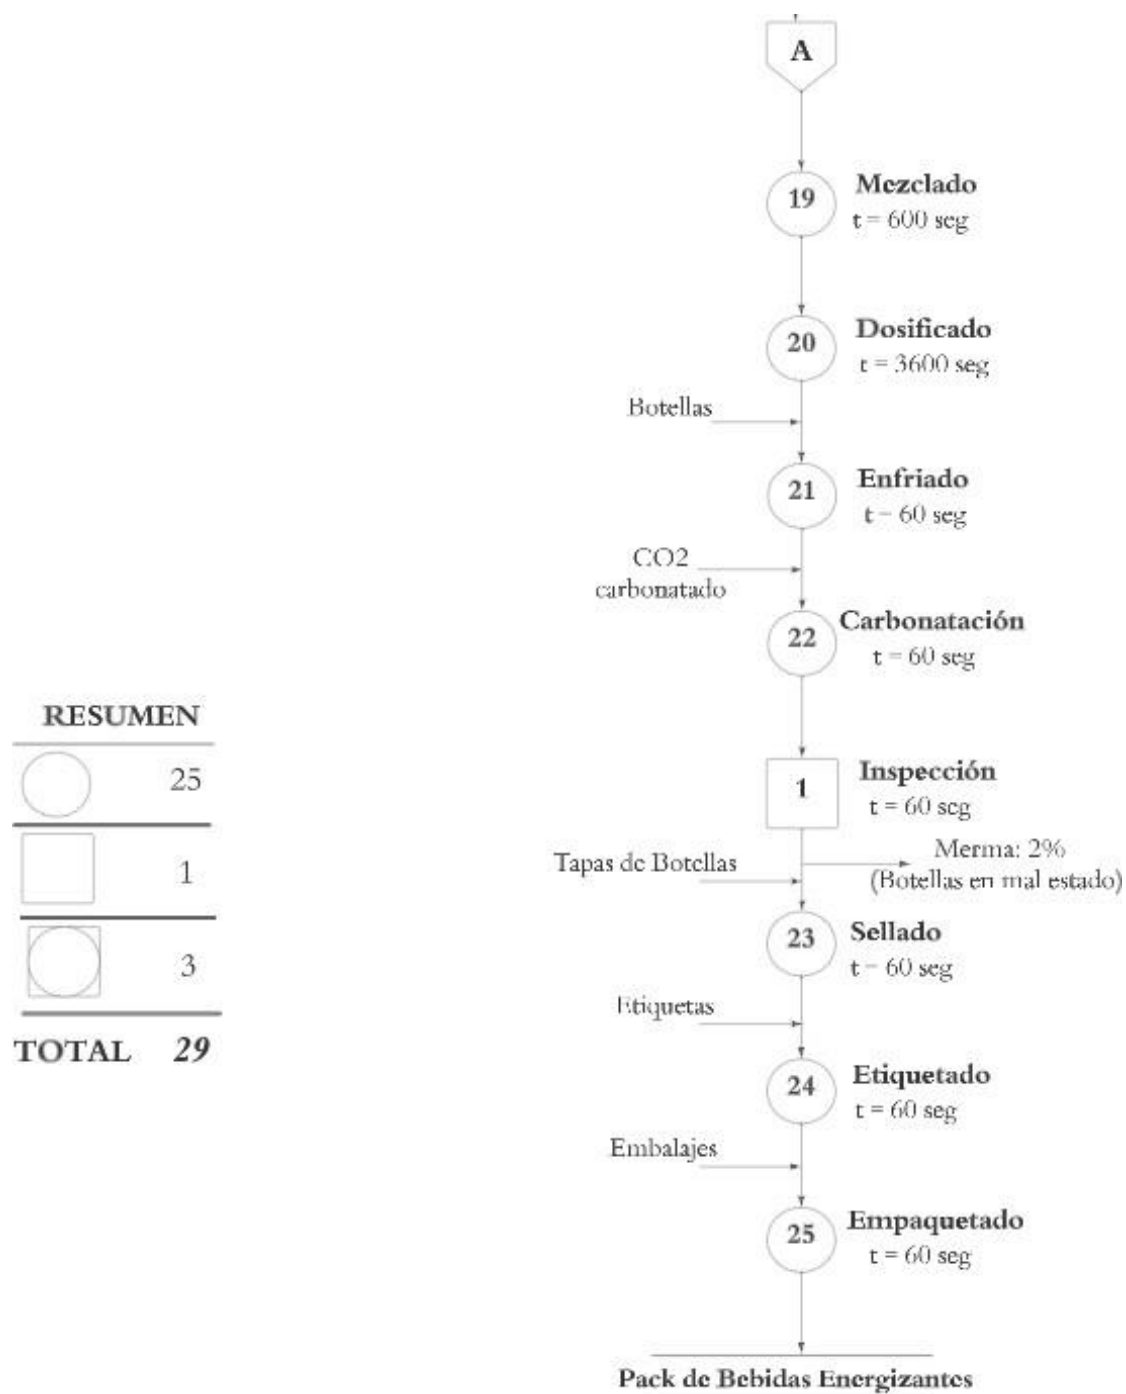 A
19
Mezclado
t = 600 seg
20
Dosificado
t = 3600 seg
Botellas
21
Enfriado
t = 60 seg
CO2
carbonatado
22
Carbonatación
t = 60 seg
1
Inspección
t = 60 seg
Tapas de Botellas
Merma: 2%
(Botellas en mal estado)
23
Sellado
t = 60 seg
Etiquetas
24
Etiquetado
t = 60 seg
Embalajes
25
Empaquetado
t = 60 seg
Pack de Bebidas Energizantes
RESUMEN
25
1
3
TOTAL 29